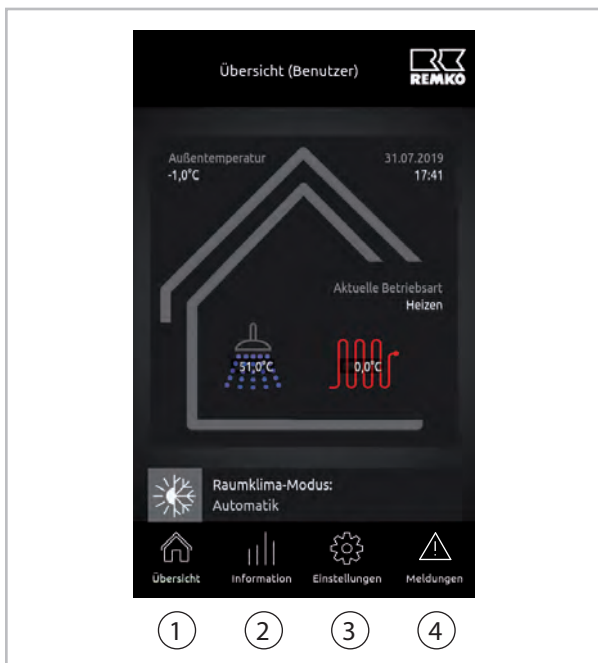 Übersicht (Benutzer)
REMKO
Außentemperatur
-1,0°C
31.07.2019
17:41
Aktuelle Betriebsart
Heizen
51,0°C
0,0°C
Raumklima-Modus:
Automatik
Übersicht
Information
Einstellungen
Meldungen
1
2
3
4